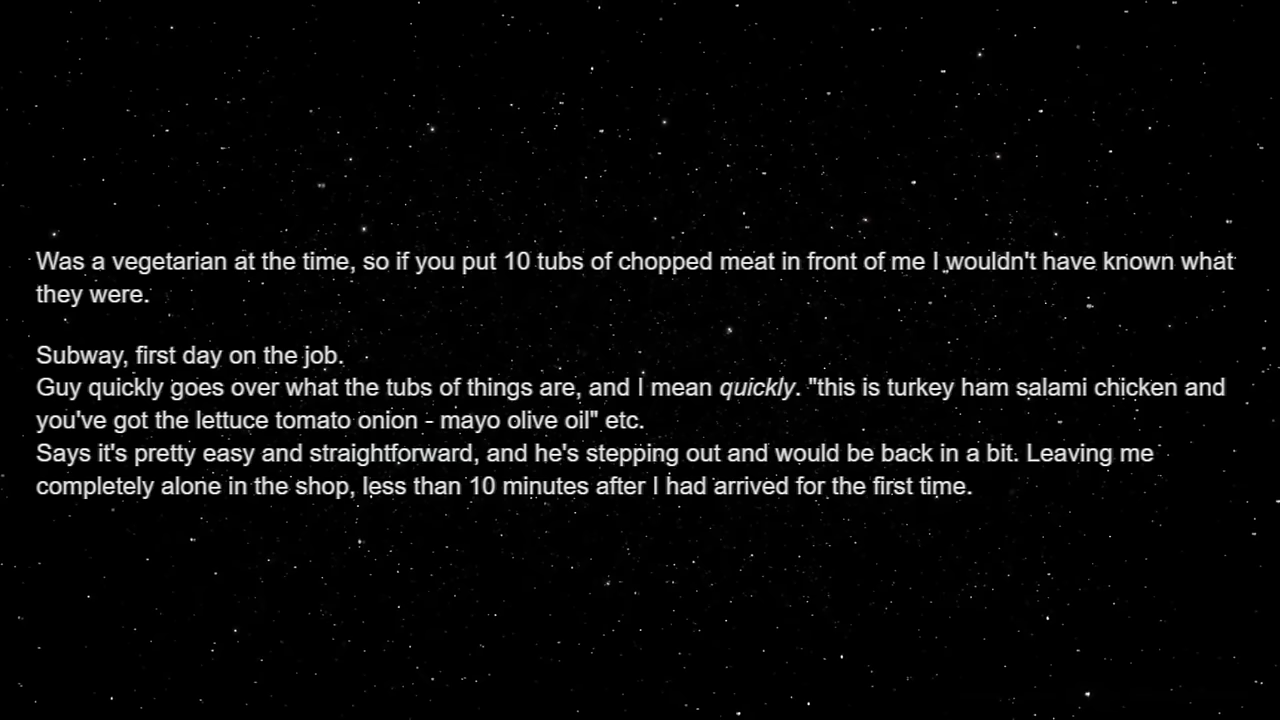 Was a vegetarian at the time, so if you put 10 tubs of chopped meat in front of me I wouldn't have known what
they were.
Subway, first day on the job.
Guy quickly goes over what the tubs of things are, and I mean quickly. "this is turkey ham salami chicken and
you've got the lettuce tomato onion - mayo olive oil" etc.
Says it's pretty easy and straightforward, and he's stepping out and would be back in a bit. Leaving me
completely alone in the shop, less than 10 minutes after I had arrived for the first time.